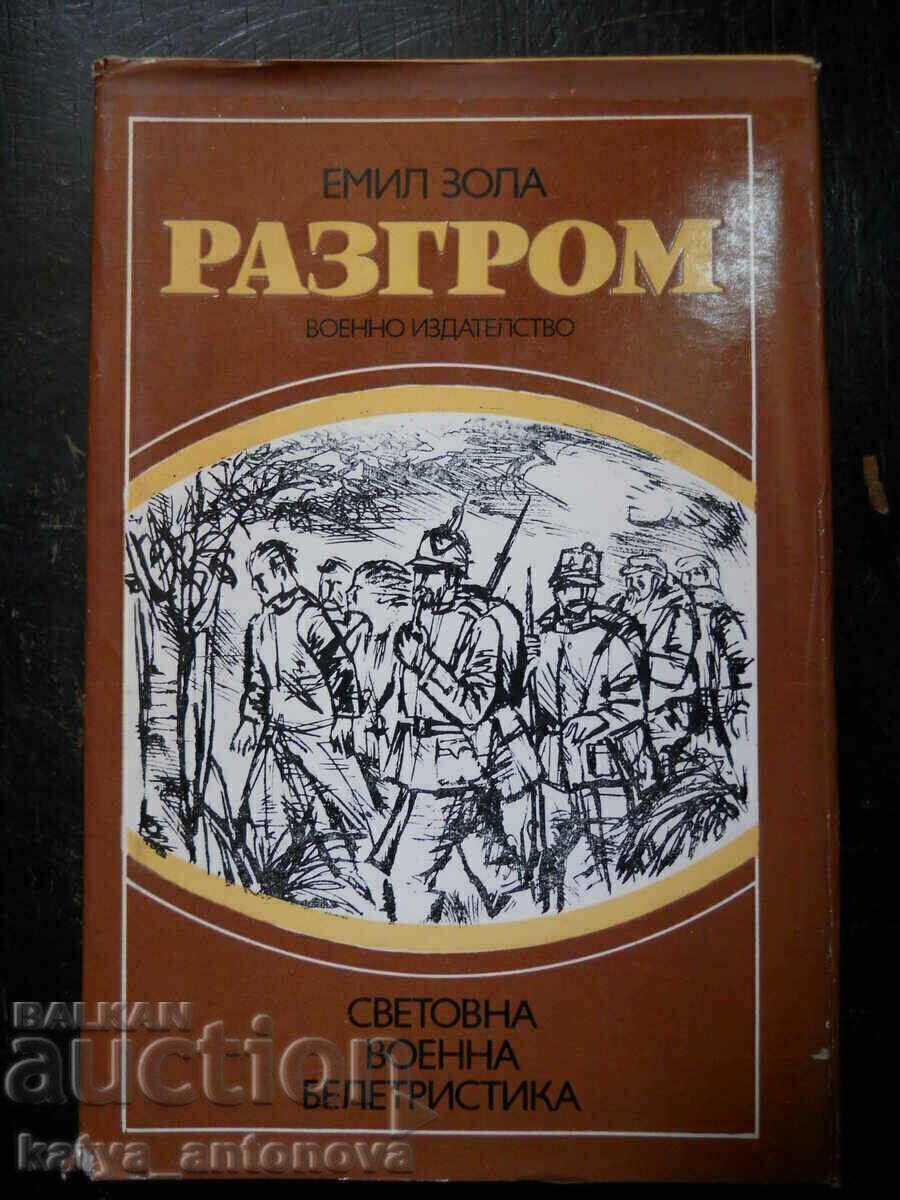 ЕМИЛ ЗОЛА
РАЗГРОМ
ВОЕННО ИЗДАТЕЛСТВО
СВЕТОВНА
ВОЕННА
БЕЛЕТРИСТИКА
BALKAN
auction
katya_antonova